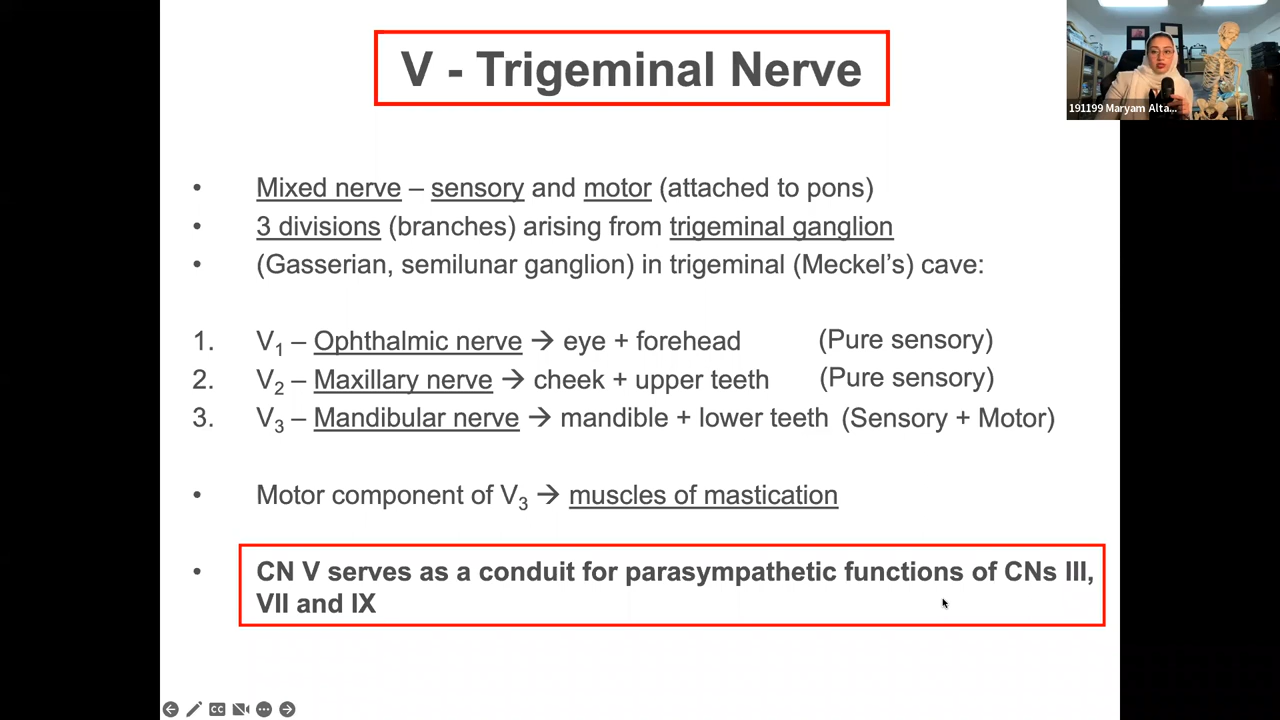 V - Trigeminal Nerve
191199 Maryam Alta...
• Mixed nerve – sensory and motor (attached to pons)
• 3 divisions (branches) arising from trigeminal ganglion
• (Gasserian, semilunar ganglion) in trigeminal (Meckel’s) cave:
1. V₁ – Ophthalmic nerve → eye + forehead (Pure sensory)
2. V₂ – Maxillary nerve → cheek + upper teeth (Pure sensory)
3. V₃ – Mandibular nerve → mandible + lower teeth (Sensory + Motor)
• Motor component of V₃ → muscles of mastication
• CN V serves as a conduit for parasympathetic functions of CNs III,
VII and IX
CC